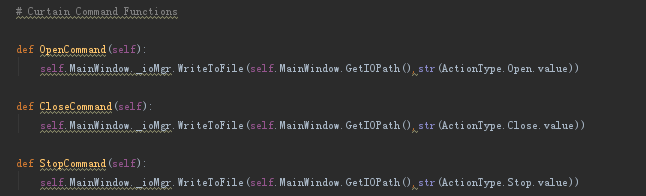 # Curtain Command Functions
def OpenCommand(self):
self.MainWindow._ioMgr.WriteToFile(self.MainWindow.GetIOPath(),str(ActionType.Open.value))
def CloseCommand(self):
self.MainWindow._ioMgr.WriteToFile(self.MainWindow.GetIOPath(),str(ActionType.Close.value))
def StopCommand(self):
self.MainWindow._ioMgr.WriteToFile(self.MainWindow.GetIOPath(),str(ActionType.Stop.value))